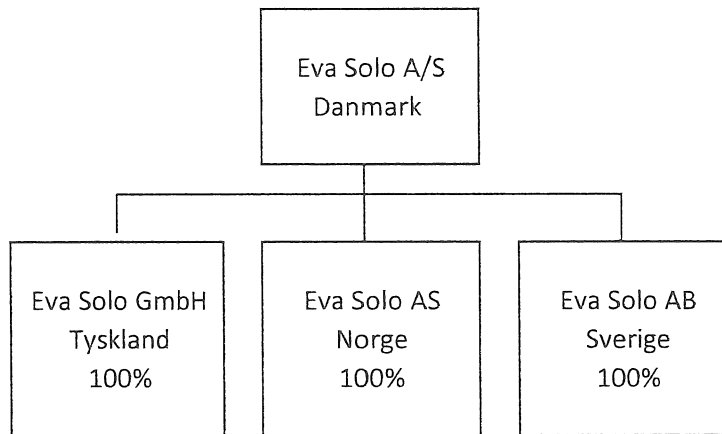 Eva Solo A/S
Danmark
Eva Solo GmbH
Tyskland
100%
Eva Solo AS
Norge
100%
Eva Solo AB
Sverige
100%